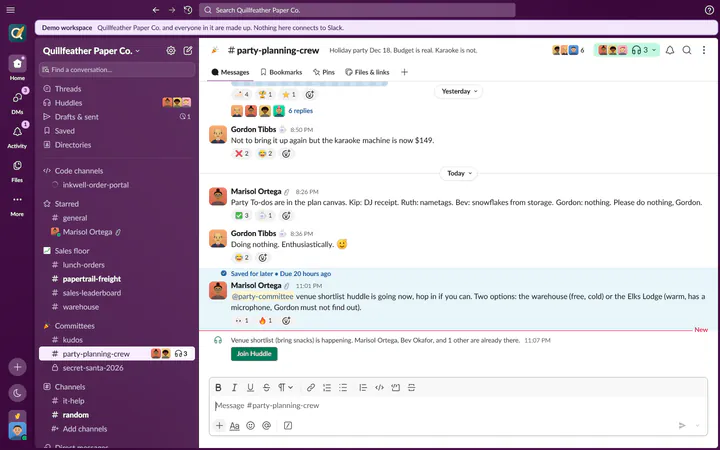 Search Quillfeather Paper Co.
Demo workspace Quillfeather Paper Co. and everyone in it are made up. Nothing here connects to Slack.
Home
3
DMs
1
Activity
Files
More
Quillfeather Paper Co.
Find a conversation...
Threads
Huddles
Drafts & sent
1
Saved
Directories
Code channels
inkwell-order-portal
Starred
# general
Marisol Ortega
Sales floor
# lunch-orders
# papertrail-freight
# sales-leaderboard
# warehouse
Committees
# kudos
# party-planning-crew
3
secret-santa-2026
Channels
# it-help
# random
Add channels
Direct messages
# party-planning-crew
Holiday party Dec 18. Budget is real. Karaoke is not.
6
3
Messages
Bookmarks
Pins
Files & links
Yesterday
4 1 1
6 replies
Gordon Tibbs 8:50 PM
Not to bring it up again but the karaoke machine is now $149.
2 2
Today
Marisol Ortega 8:26 PM
Party To-dos are in the plan canvas. Kip: DJ receipt. Ruth: nametags. Bev: snowflakes from storage. Gordon: nothing. Please do nothing, Gordon.
3 1
Gordon Tibbs 8:36 PM
Doing nothing. Enthusiastically.
2
Saved for later • Due 20 hours ago
Marisol Ortega 11:01 PM
@party-committee venue shortlist huddle is going now, hop in if you can. Two options: the warehouse (free, cold) or the Elks Lodge (warm, has a
microphone, Gordon must not find out).
1 1
New
Venue shortlist (bring snacks) is happening. Marisol Ortega, Bev Okafor, and 1 other are already there. 11:07 PM
Join Huddle
B I U S
Message #party-planning-crew
Aa